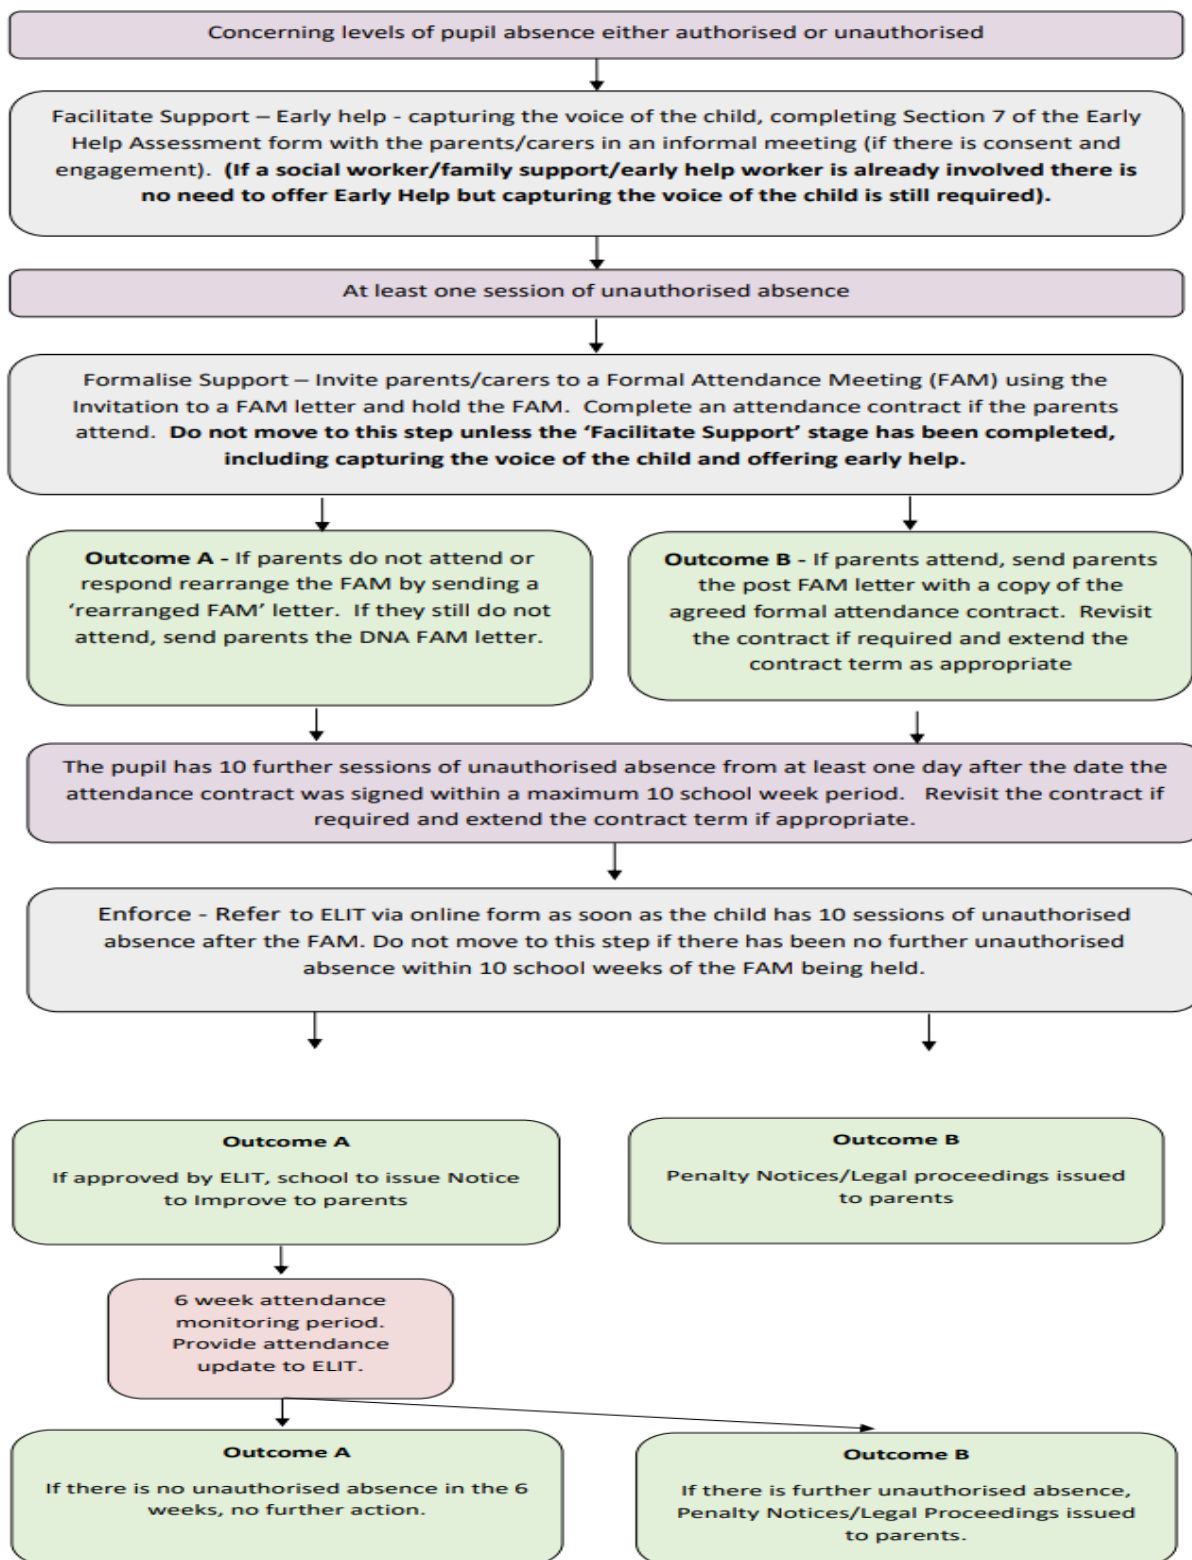 Concerning levels of pupil absence either authorised or unauthorised
Facilitate Support – Early help - capturing the voice of the child, completing Section 7 of the Early
Help Assessment form with the parents/carers in an informal meeting (if there is consent and
engagement). (If a social worker/family support/early help worker is already involved there is
no need to offer Early Help but capturing the voice of the child is still required).
At least one session of unauthorised absence
Formalise Support – Invite parents/carers to a Formal Attendance Meeting (FAM) using the
Invitation to a FAM letter and hold the FAM. Complete an attendance contract if the parents
attend. Do not move to this step unless the ‘Facilitate Support’ stage has been completed,
including capturing the voice of the child and offering early help.
Outcome A - If parents do not attend or
respond rearrange the FAM by sending a
‘rearranged FAM’ letter. If they still do not
attend, send parents the DNA FAM letter.
Outcome B - If parents attend, send parents
the post FAM letter with a copy of the
agreed formal attendance contract. Revisit
the contract if required and extend the
contract term as appropriate
The pupil has 10 further sessions of unauthorised absence from at least one day after the date the
attendance contract was signed within a maximum 10 school week period. Revisit the contract if
required and extend the contract term if appropriate.
Enforce - Refer to ELIT via online form as soon as the child has 10 sessions of unauthorised
absence after the FAM. Do not move to this step if there has been no further unauthorised
absence within 10 school weeks of the FAM being held.
Outcome A
If approved by ELIT, school to issue Notice
to Improve to parents
Outcome B
Penalty Notices/Legal proceedings issued
to parents
6 week attendance
monitoring period.
Provide attendance
update to ELIT.
Outcome A
If there is no unauthorised absence in the 6
weeks, no further action.
Outcome B
If there is further unauthorised absence,
Penalty Notices/Legal Proceedings issued
to parents.